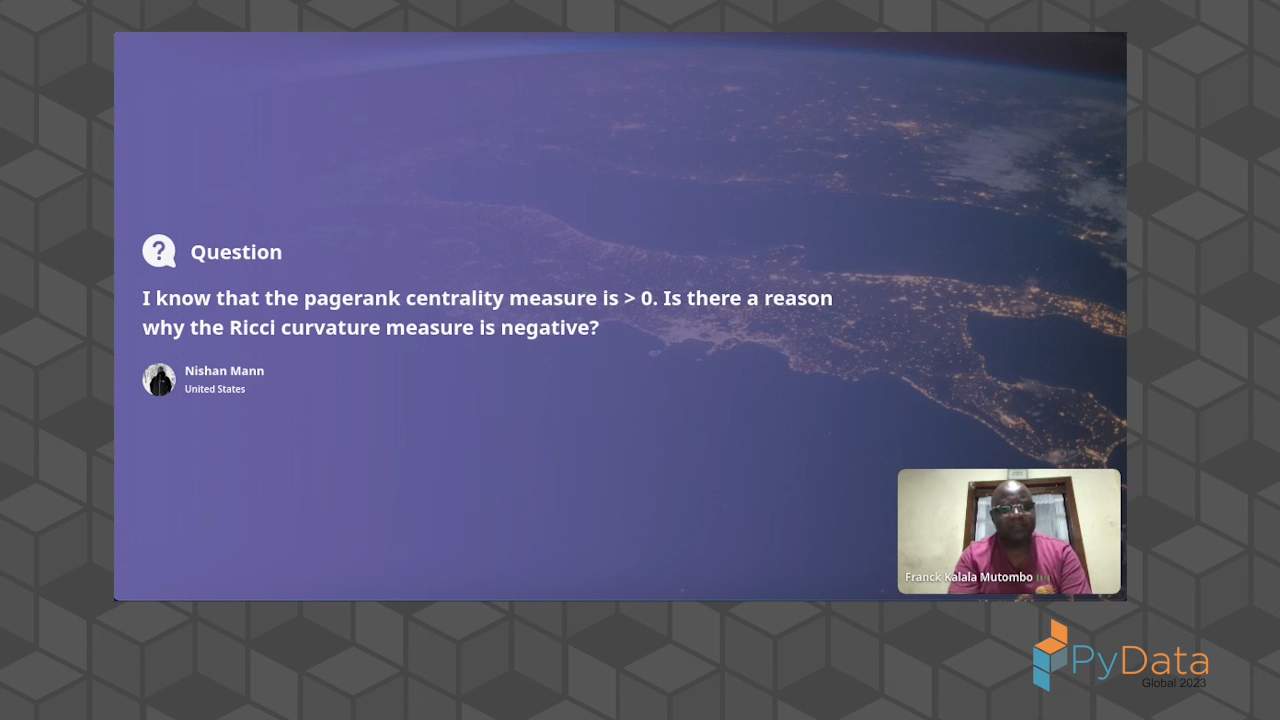 Question
I know that the pagerank centrality measure is > 0. Is there a reason
why the Ricci curvature measure is negative?
Nishan Mann
United States
Franck Kalala Mutombo
PyData
Global 2023